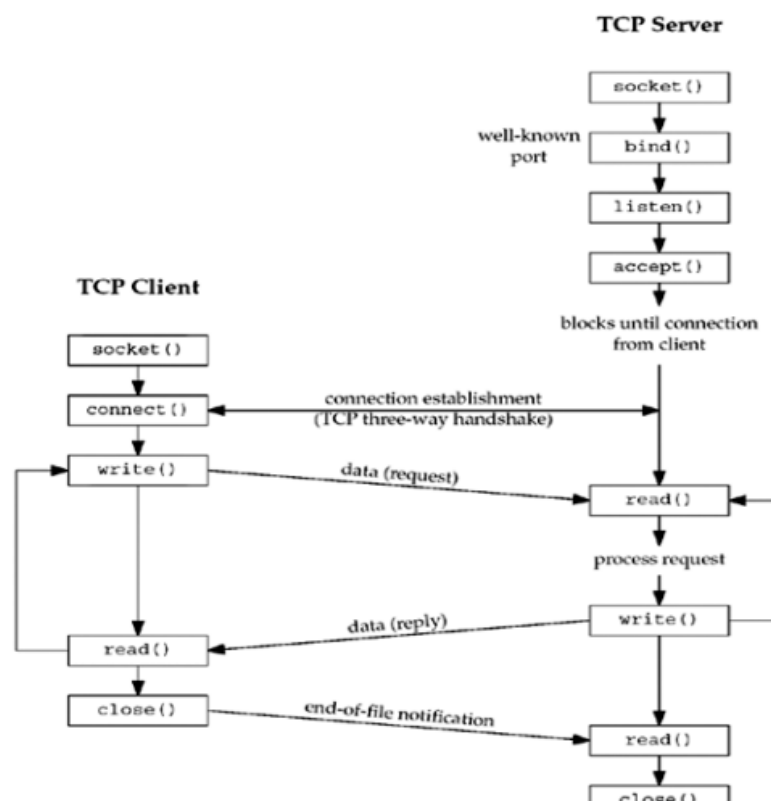 TCP Server
socket()
well-known
port
bind()
listen()
accept()
blocks until connection
from client
TCP Client
socket()
connect()
connection establishment
(TCP three-way handshake)
write()
data (request)
read()
process request
write()
data (reply)
read()
close()
end-of-file notification
read()
close()